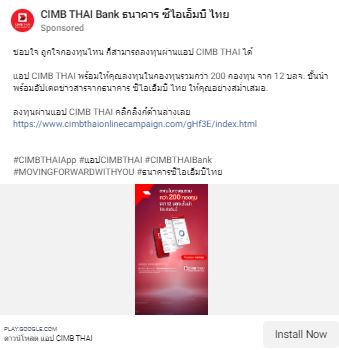 CIMB THAI Bank ธนาคาร ซีไอเอ็มบี ไทย
Sponsored
ชอบใจ ถูกใจกองทุนไหน ก็สามารถลงทุนผ่านแอป CIMB THAI ได้
แอป CIMB THAI พร้อมให้คุณลงทุนในกองทุนรวมกว่า 200 กองทุน จาก 12 บลจ. ชั้นนำ
พร้อมอัปเดตข่าวสารจากธนาคาร ซีไอเอ็มบี ไทย ให้คุณอย่างสม่ำเสมอ.
ลงทุนผ่านแอป CIMB THAI คลิกลิ้งก์ด้านล่างเลย
https://www.cimbthaionlinecampaign.com/gHf3E/index.html
#CIMBTHAIApp #แอปCIMBTHAI #CIMBTHAIBank
#MOVINGFORWARDWITHYOU #ธนาคารซีไอเอ็มบีไทย
กว่า 200 กองทุน
PLAY.GOOGLE.COM
ดาวน์โหลด แอป CIMB THAI
Install Now